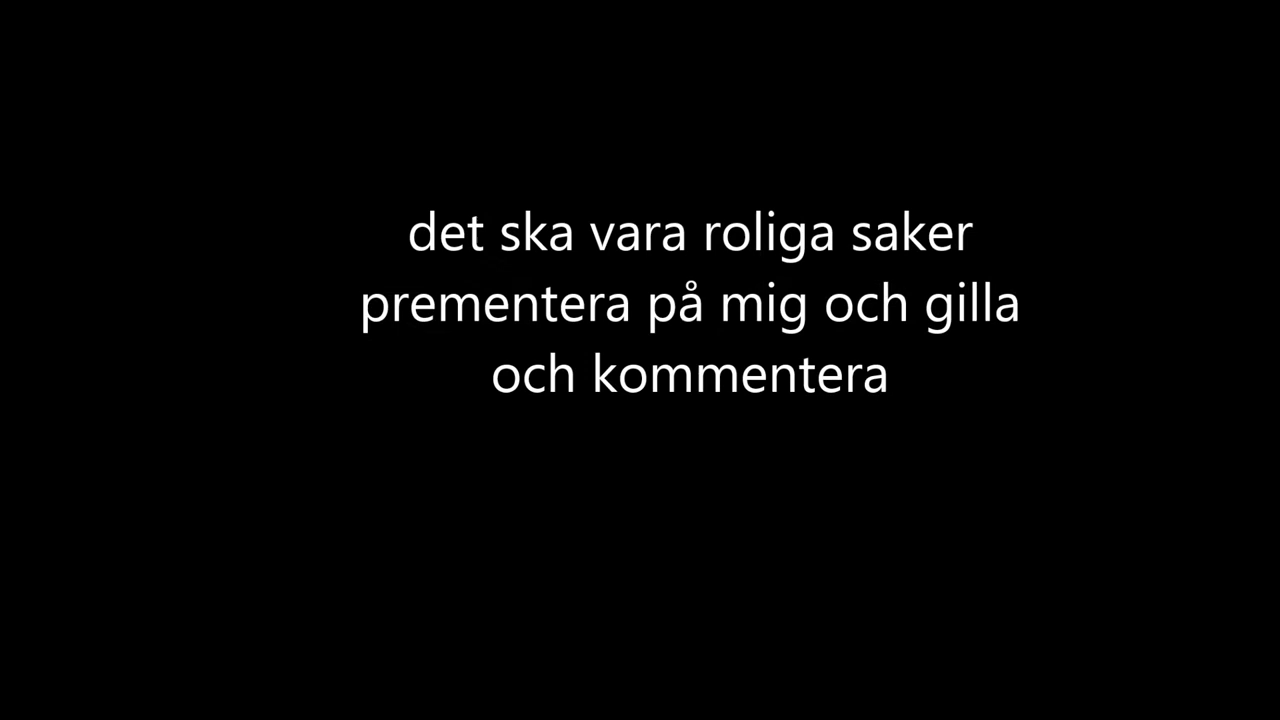 det ska vara roliga saker
prementera på mig och gilla
och kommentera